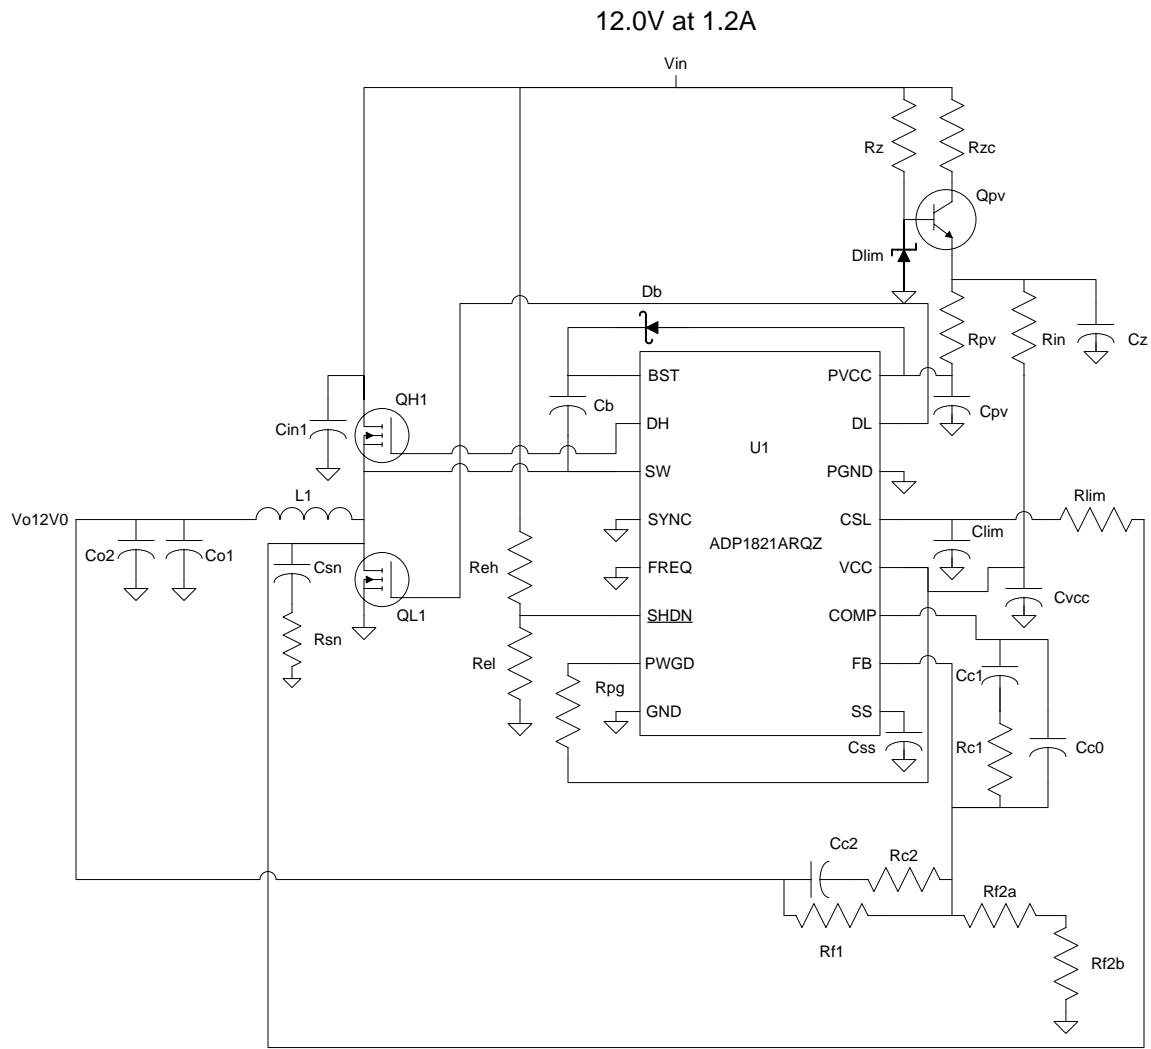 12.0V at 1.2A
Vin
Rz
Rzc
Qpv
Dlim
Db
Rpv
Rin
Cz
BST
PVCC
QH1
Cb
Cpv
Cin1
DH
DL
U1
SW
PGND
L1
Rlim
Vo12V0
SYNC
CSL
Co2
Co1
Clim
ADP1821ARQZ
Csn
Reh
FREQ
VCC
Cvcc
QL1
SHDN
COMP
Rsn
Rel
PWGD
FB
Rpg
Cc1
GND
SS
Css
Rc1
Cc0
Cc2
Rc2
Rf2a
Rf1
Rf2b